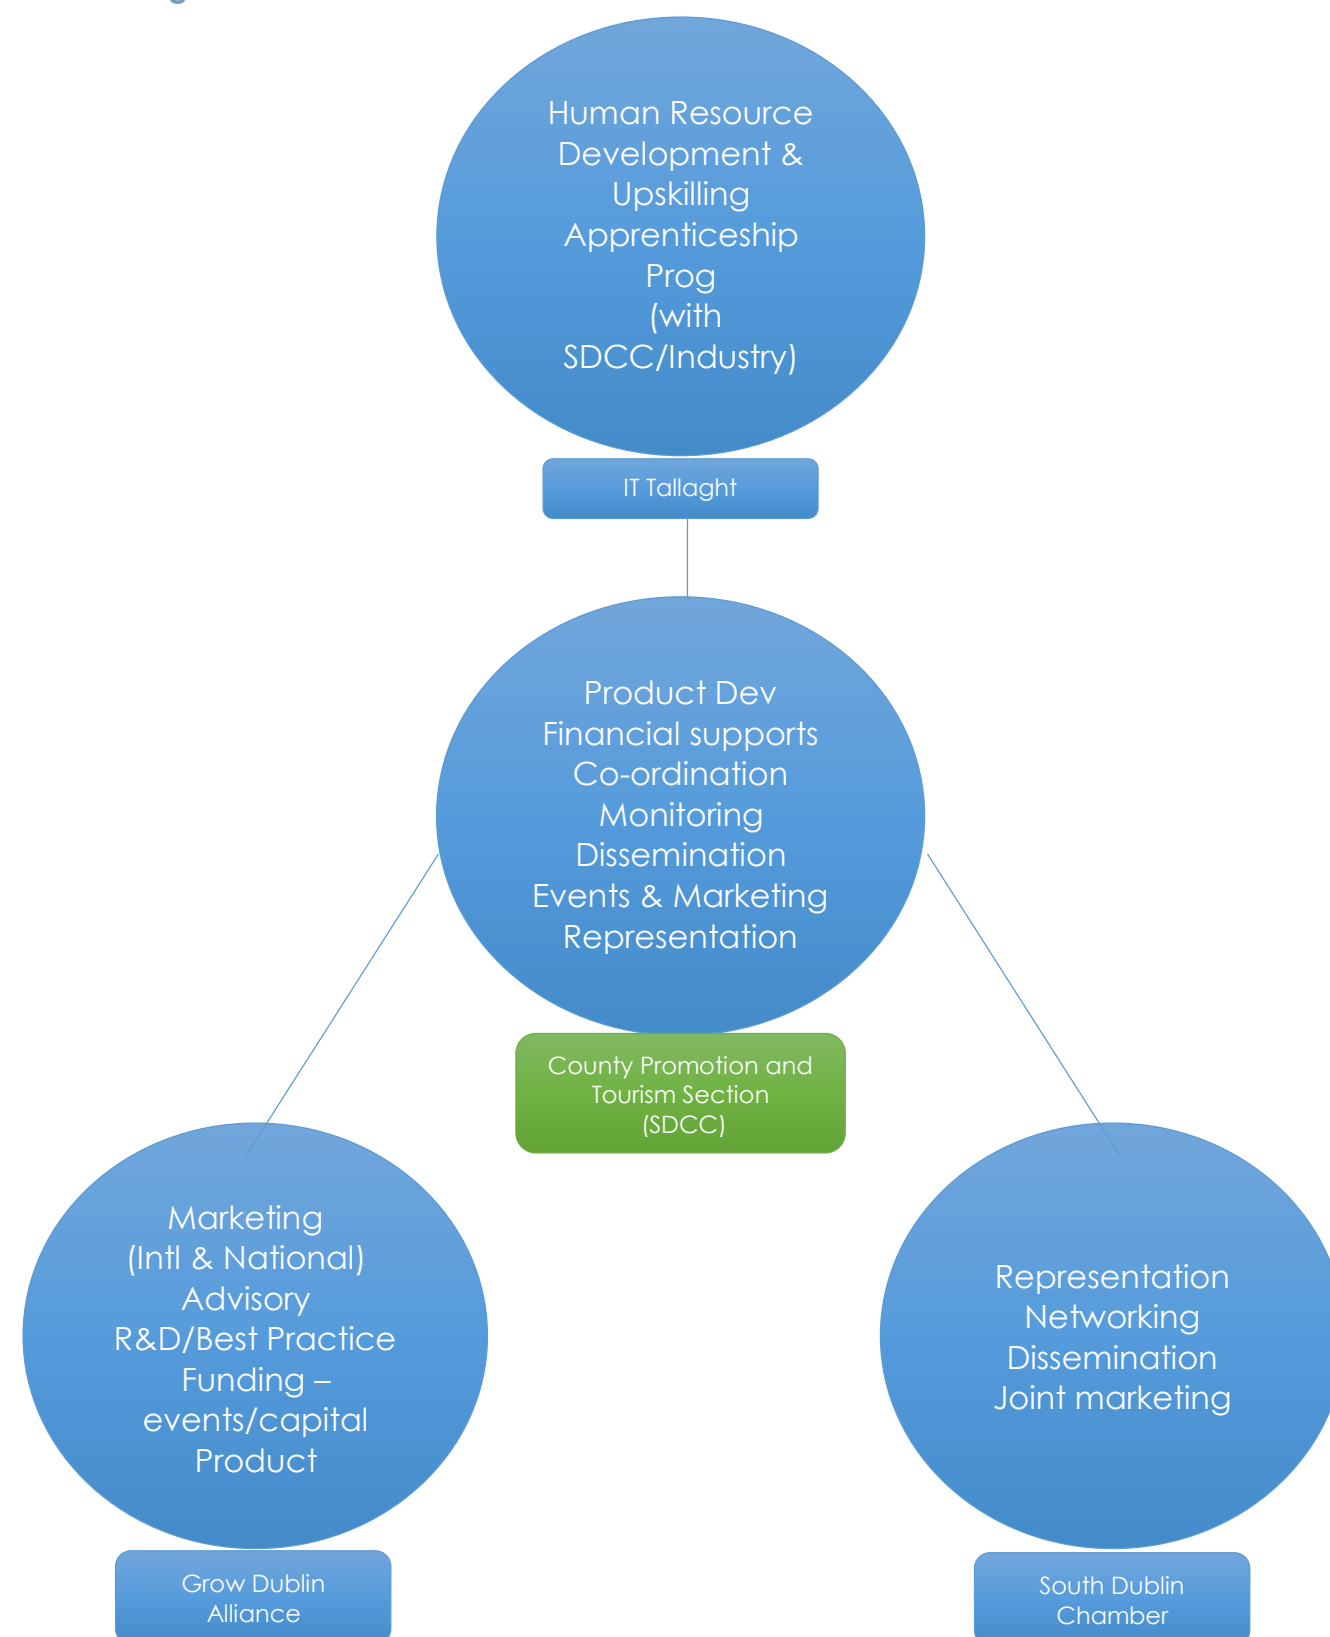 Human Resource
Development &
Upskilling
Apprenticeship
Prog
(with
SDCC/Industry)
IT Tallaght
Product Dev
Financial supports
Co-ordination
Monitoring
Dissemination
Events & Marketing
Representation
County Promotion and
Tourism Section
(SDCC)
Marketing
(Intl & National)
Advisory
R&D/Best Practice
Funding –
events/capital
Product
Grow Dublin
Alliance
Representation
Networking
Dissemination
Joint marketing
South Dublin
Chamber